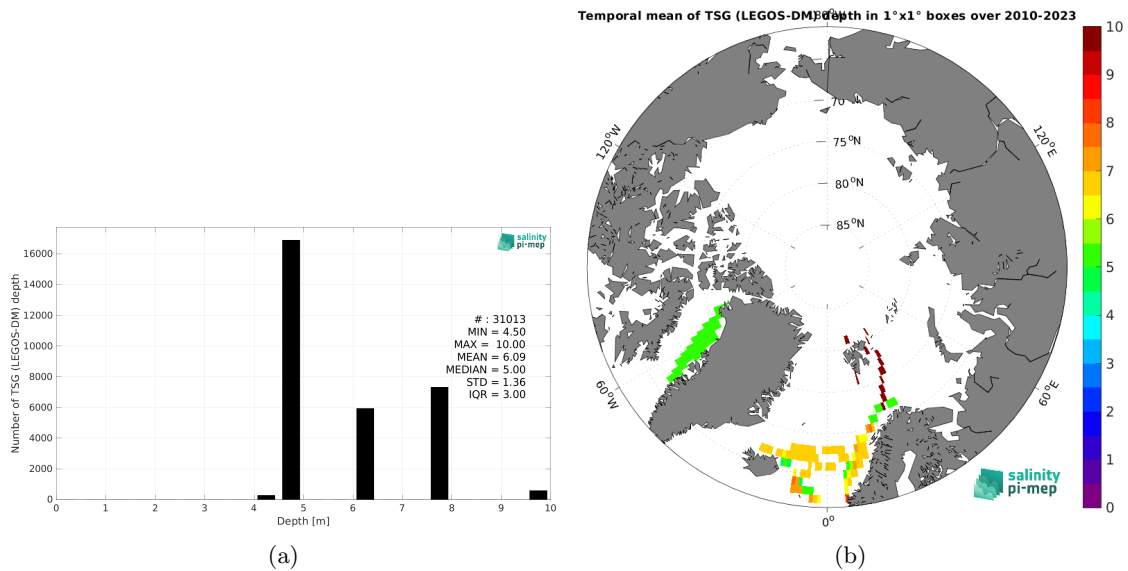 salinity
pi-mep
Number of TSG (LEGOS-DM) depth
16000
14000
12000
10000
8000
6000
4000
2000
0
# : 31013
MIN = 4.50
MAX = 10.00
MEAN = 6.09
MEDIAN = 5.00
STD = 1.36
IQR = 3.00
0 1 2 3 4 5 6 7 8 9 10
Depth [m]
(a)
Temporal mean of TSG (LEGOS-DM) depth in 1°x1° boxes over 2010-2023
180°W
120°W
120°E
70°N
75°N
80°N
85°N
60°W
60°E
0°
10
9
8
7
6
5
4
3
2
1
0
salinity
pi-mep
(b)